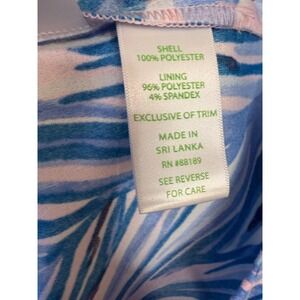 SHELL
100% POLYESTER
LINING
96% POLYESTER
4% SPANDEX
EXCLUSIVE OF TRIM
MADE IN
SRI LANKA
RN #88189
SEE REVERSE
FOR CARE